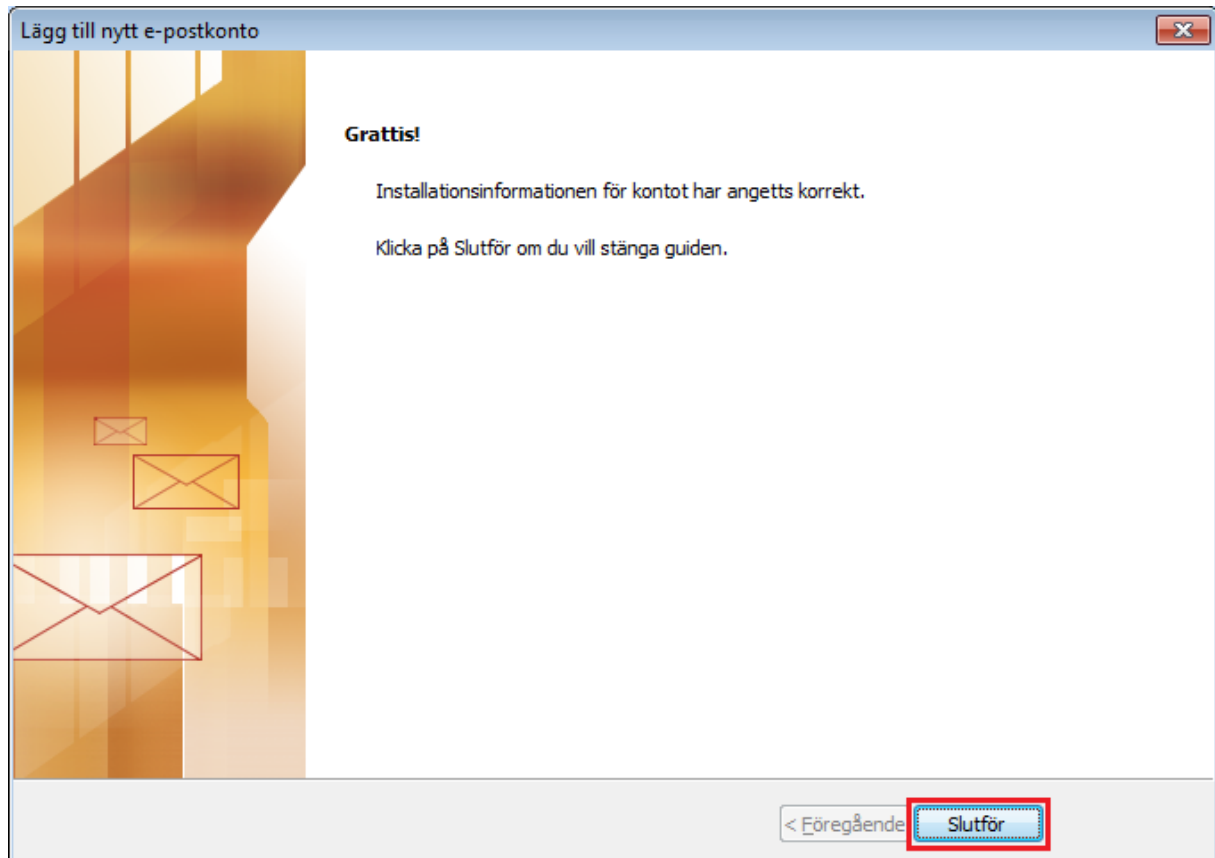 Lägg till nytt e-postkonto
Grattis!
Installationsinformationen för kontot har angetts korrekt.
Klicka på Slutför om du vill stänga guiden.
< Föregående
Slutför